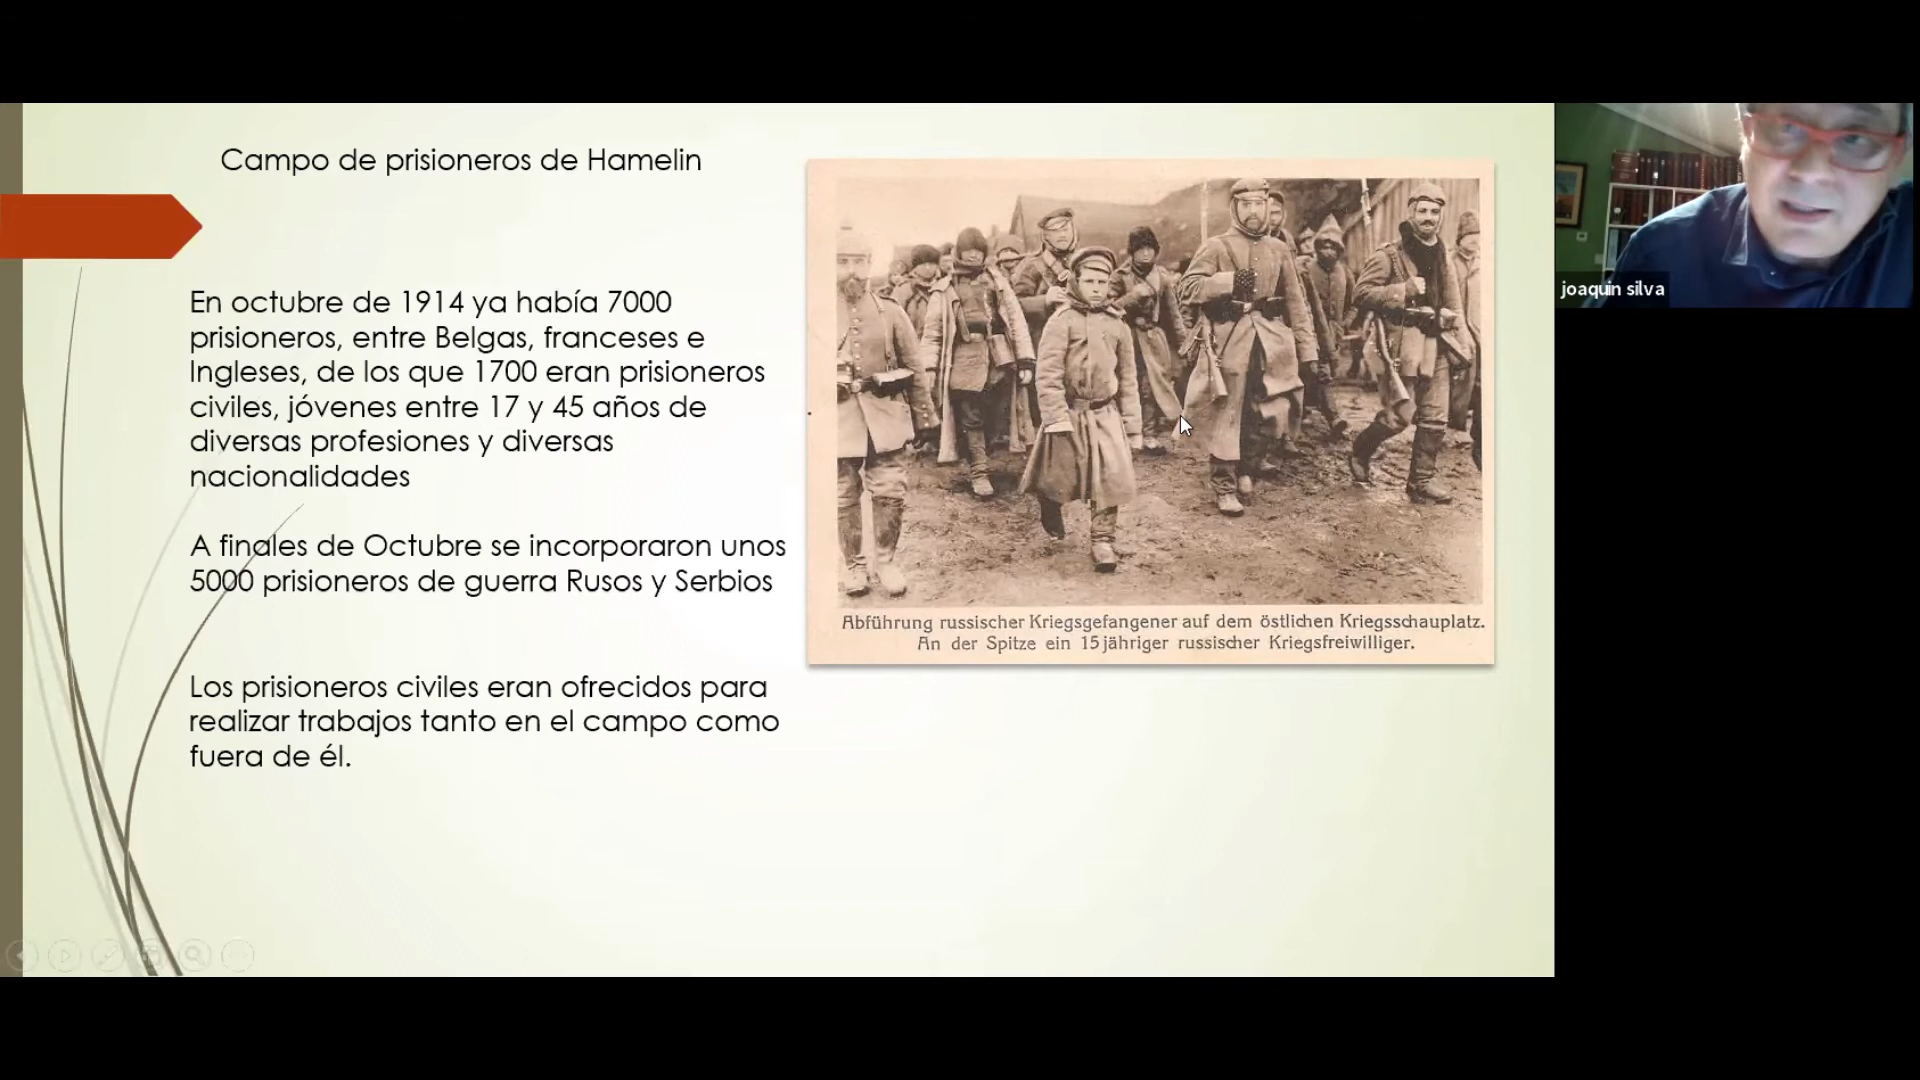 Campo de prisioneros de Hamelin
En octubre de 1914 ya había 7000
prisioneros, entre Belgas, franceses e
Ingleses, de los que 1700 eran prisioneros
civiles, jóvenes entre 17 y 45 años de
diversas profesiones y diversas
nacionalidades
A finales de Octubre se incorporaron unos
5000 prisioneros de guerra Rusos y Serbios
Los prisioneros civiles eran ofrecidos para
realizar trabajos tanto en el campo como
fuera de él.
Abführung russischer Kriegsgefangener auf dem östlichen Kriegsschauplatz.
An der Spitze ein 15jähriger russischer Kriegsfreiwilliger.
joaquin silva